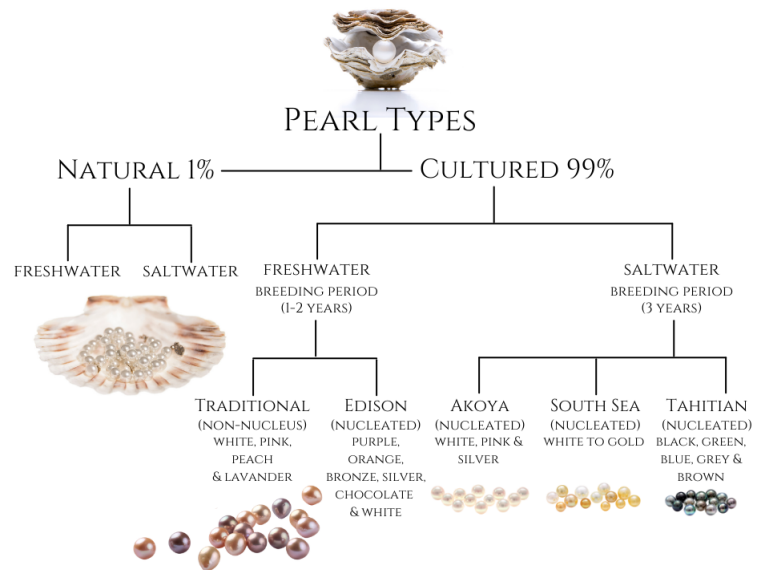 Pearl Types
Natural 1%
Cultured 99%
Freshwater
Saltwater
Freshwater
Breeding period
(1-2 years)
Saltwater
Breeding period
(3 years)
Traditional
(non-nucleus)
White, pink,
peach
& lavander
Edison
(nucleated)
purple,
orange,
bronze, silver,
chocolate
& white
Akoya
(nucleated)
white, pink &
silver
South Sea
(nucleated)
white to gold
Tahitian
(nucleated)
black, green,
blue, grey &
brown